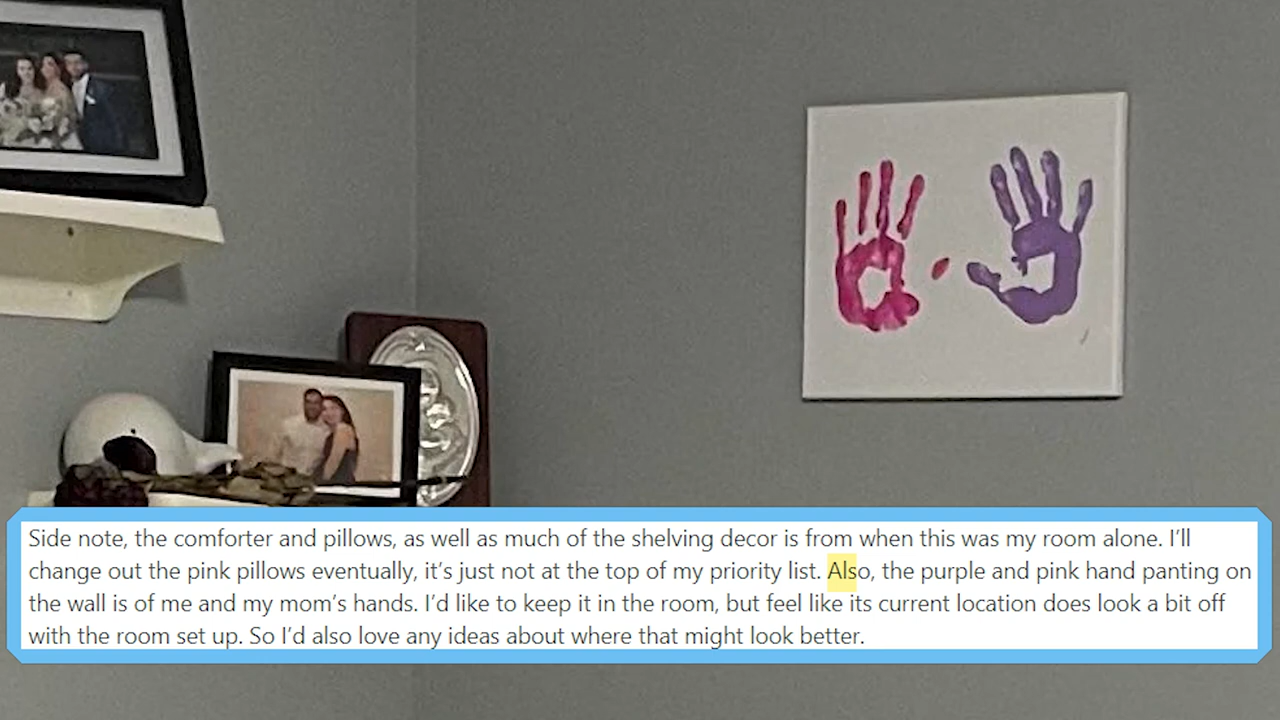 Side note, the comforter and pillows, as well as much of the shelving decor is from when this was my room alone. I’ll
change out the pink pillows eventually, it’s just not at the top of my priority list. Also, the purple and pink hand panting on
the wall is of me and my mom’s hands. I’d like to keep it in the room, but feel like its current location does look a bit off
with the room set up. So I’d also love any ideas about where that might look better.